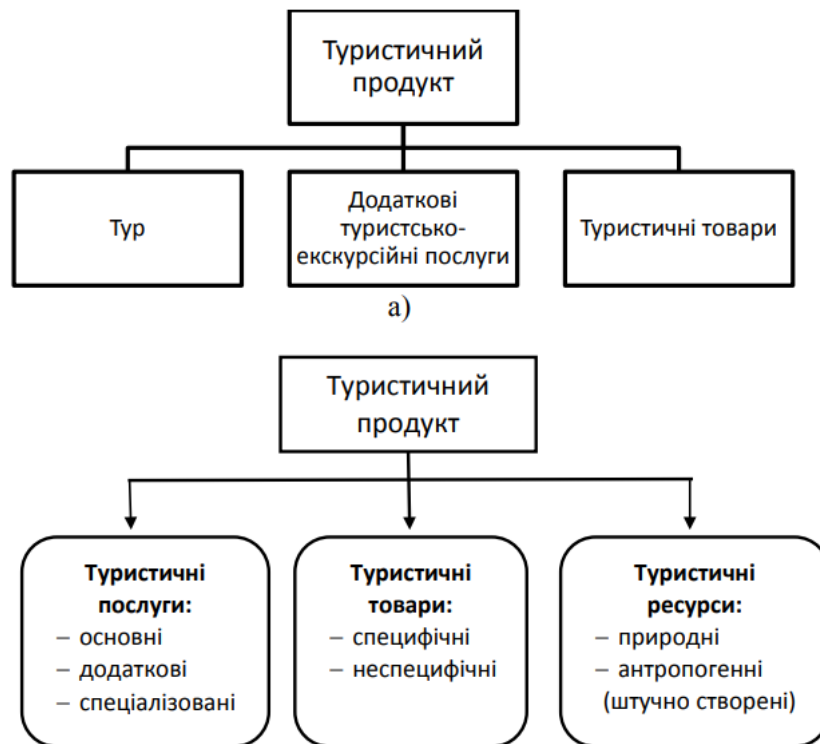 Туристичний
продукт
Тур
Додаткові
туристсько-
екскурсійні послуги
Туристичні товари
а)
Туристичний
продукт
Туристичні
послуги:
– основні
– додаткові
– спеціалізовані
Туристичні
товари:
– специфічні
– неспецифічні
Туристичні
ресурси:
– природні
– антропогенні
(штучно створені)